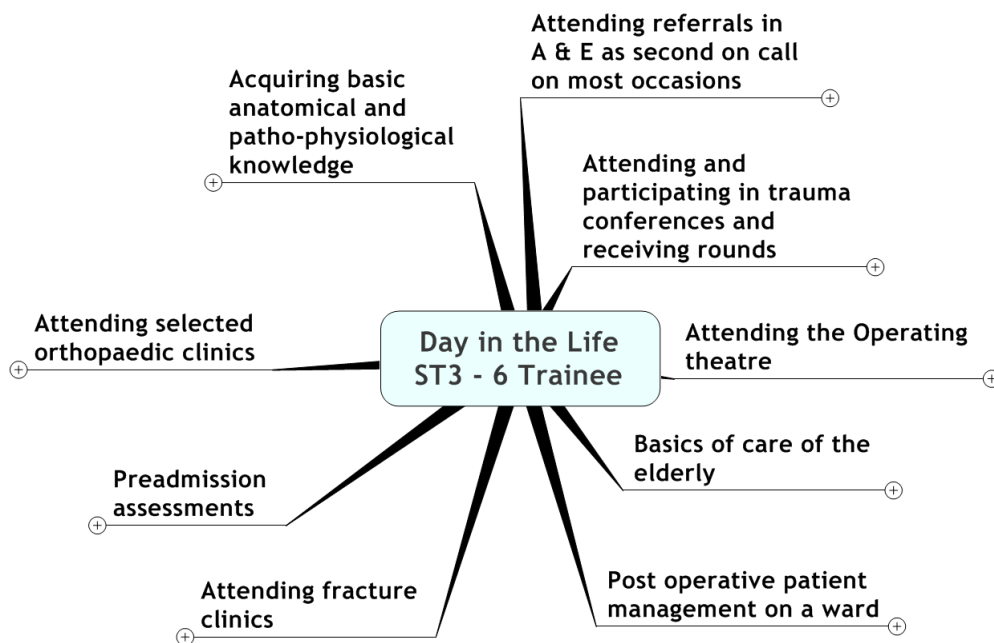 Attending referrals in
A & E as second on call
on most occasions
Acquiring basic
anatomical and
patho-physiological
knowledge
Attending and
participating in trauma
conferences and
receiving rounds
Attending selected
orthopaedic clinics
Day in the Life
ST3 - 6 Trainee
Attending the Operating
theatre
Basics of care of the
elderly
Preadmission
assessments
Attending fracture
clinics
Post operative patient
management on a ward